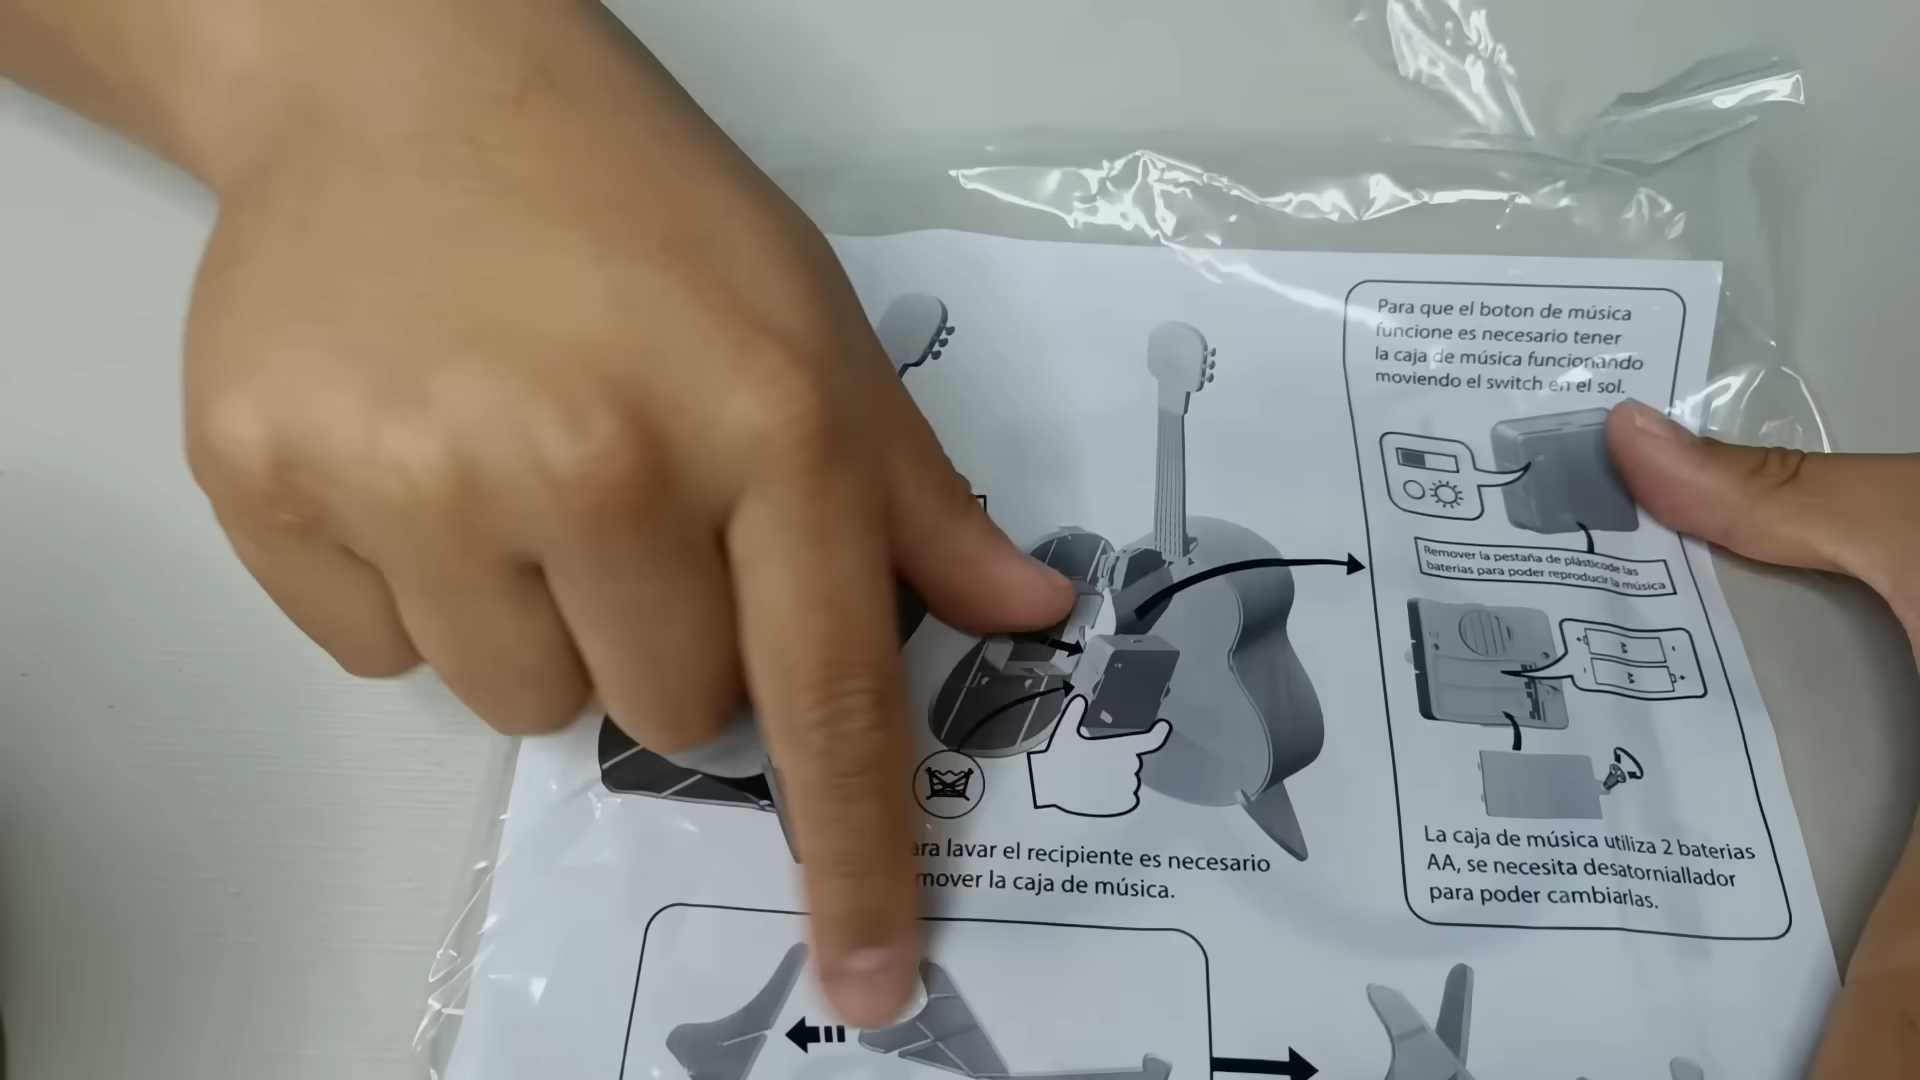 Para que el boton de música
funcione es necesario tener
la caja de música funcionando
moviendo el switch en el sol.
Remover la pestaña de plásticode las
baterias para poder reproducir la música
AA
AA
La caja de música utiliza 2 baterias
AA, se necesita desatorniallador
para poder cambiarlas.
ara lavar el recipiente es necesario
mover la caja de música.